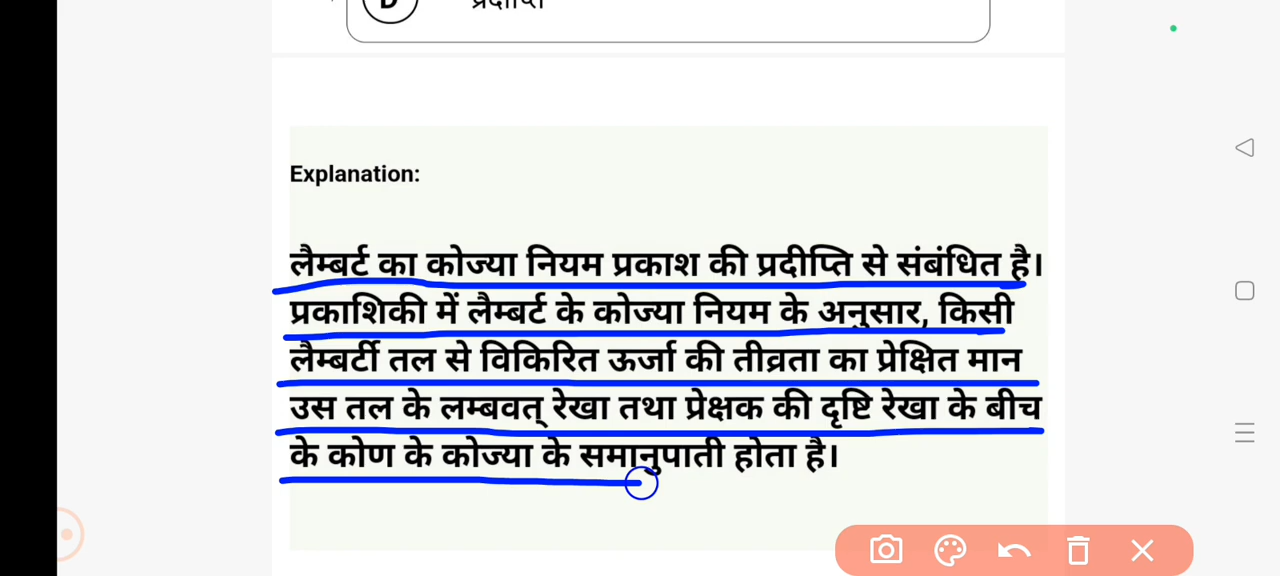 D प्रदीप्ति
Explanation:
लैम्बर्ट का कोज्या नियम प्रकाश की प्रदीप्ति से संबंधित है।
प्रकाशिकी में लैम्बर्ट के कोज्या नियम के अनुसार, किसी
लैम्बर्टी तल से विकिरित ऊर्जा की तीव्रता का प्रेक्षित मान
उस तल के लम्बवत् रेखा तथा प्रेक्षक की दृष्टि रेखा के बीच
के कोण के कोज्या के समानुपाती होता है।